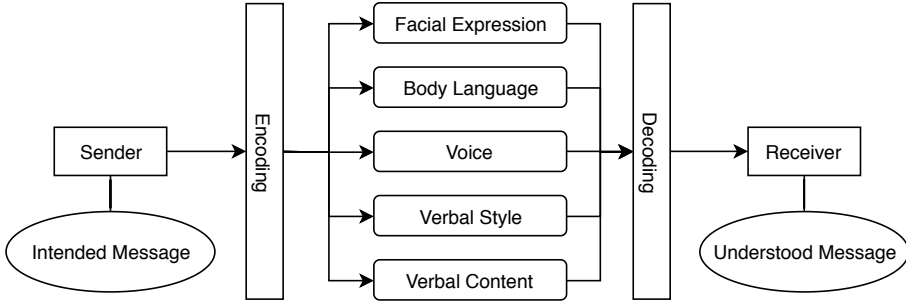 Sender
Intended Message
Encoding
Facial Expression
Body Language
Voice
Verbal Style
Verbal Content
Decoding
Receiver
Understood Message